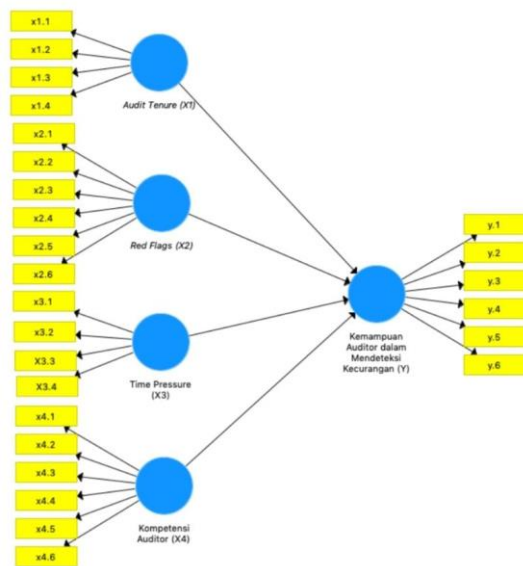 x1.1
x1.2
x1.3
x1.4
Audit Tenure (X1)
x2.1
x2.2
x2.3
x2.4
x2.5
x2.6
Red Flags (X2)
x3.1
x3.2
X3.3
X3.4
Time Pressure
(X3)
x4.1
x4.2
x4.3
x4.4
x4.5
x4.6
Kompetensi
Auditor (X4)
Kemampuan
Auditor dalam
Mendeteksi
Kecurangan (Y)
y.1
y.2
y.3
y.4
y.5
y.6